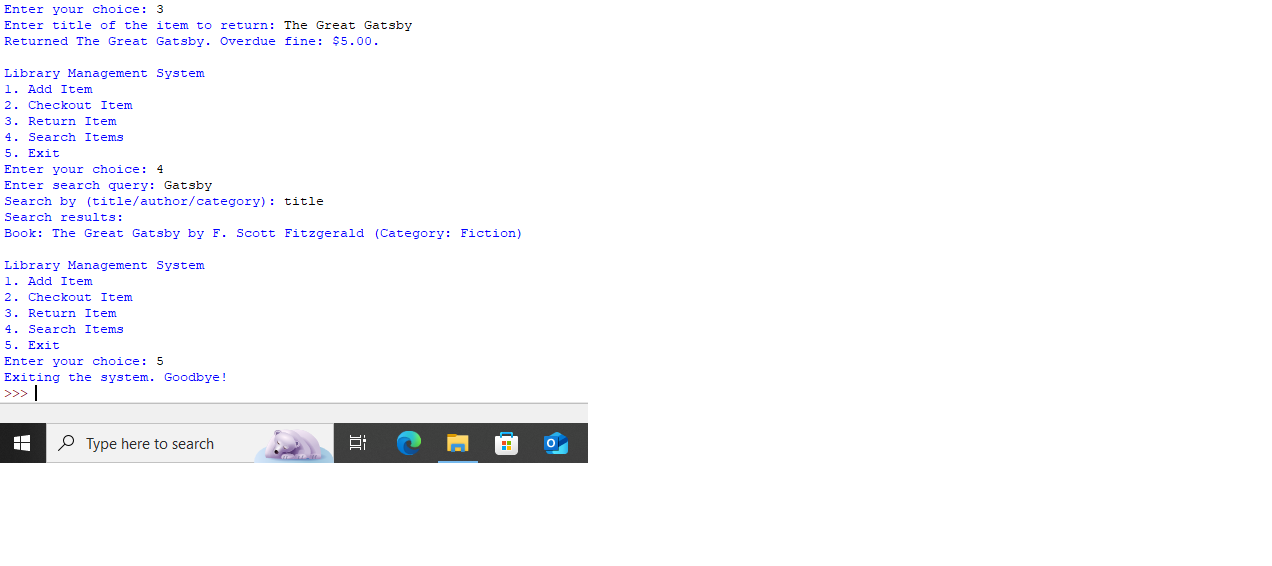 Enter your choice: 3
Enter title of the item to return: The Great Gatsby
Returned The Great Gatsby. Overdue fine: $5.00.
Library Management System
1. Add Item
2. Checkout Item
3. Return Item
4. Search Items
5. Exit
Enter your choice: 4
Enter search query: Gatsby
Search by (title/author/category): title
Search results:
Book: The Great Gatsby by F. Scott Fitzgerald (Category: Fiction)
Library Management System
1. Add Item
2. Checkout Item
3. Return Item
4. Search Items
5. Exit
Enter your choice: 5
Exiting the system. Goodbye!
>>>
Type here to search